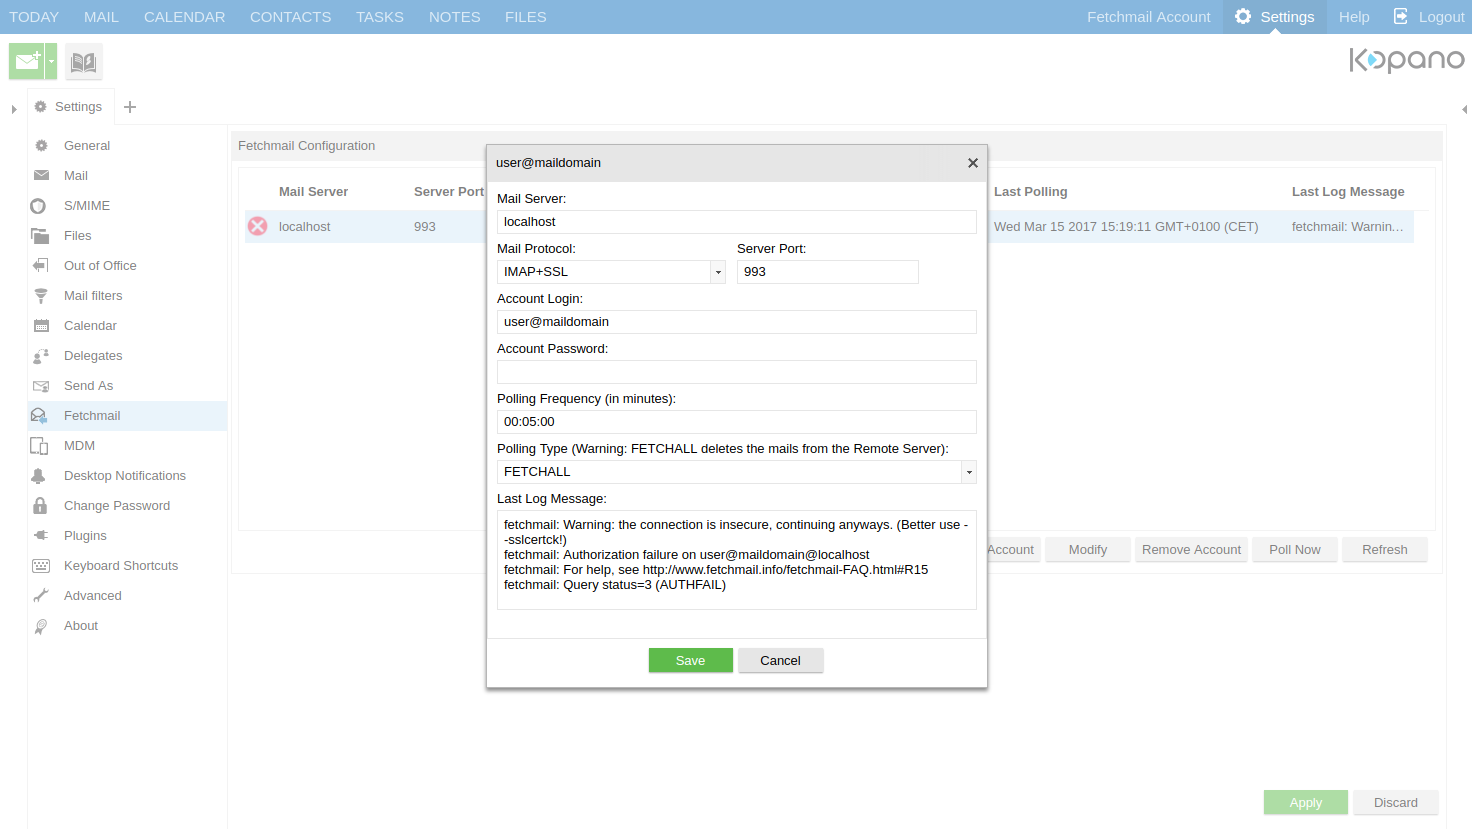 TODAY MAIL CALENDAR CONTACTS TASKS NOTES FILES Fetchmail Account Settings Help Logout
Kopano
Settings
General
Mail
S/MIME
Files
Out of Office
Mail filters
Calendar
Delegates
Send As
Fetchmail
MDM
Desktop Notifications
Change Password
Plugins
Keyboard Shortcuts
Advanced
About
Fetchmail Configuration
Mail Server Server Port Last Polling Last Log Message
localhost 993 Wed Mar 15 2017 15:19:11 GMT+0100 (CET) fetchmail: Warnin...
user@maildomain
Mail Server:
localhost
Mail Protocol: Server Port:
IMAP+SSL 993
Account Login:
user@maildomain
Account Password:
Polling Frequency (in minutes):
00:05:00
Polling Type (Warning: FETCHALL deletes the mails from the Remote Server):
FETCHALL
Last Log Message:
fetchmail: Warning: the connection is insecure, continuing anyways. (Better use -
-sslcertck!)
fetchmail: Authorization failure on user@maildomain@localhost
fetchmail: For help, see http://www.fetchmail.info/fetchmail-FAQ.html#R15
fetchmail: Query status=3 (AUTHFAIL)
Save Cancel
Account Modify Remove Account Poll Now Refresh
Apply Discard